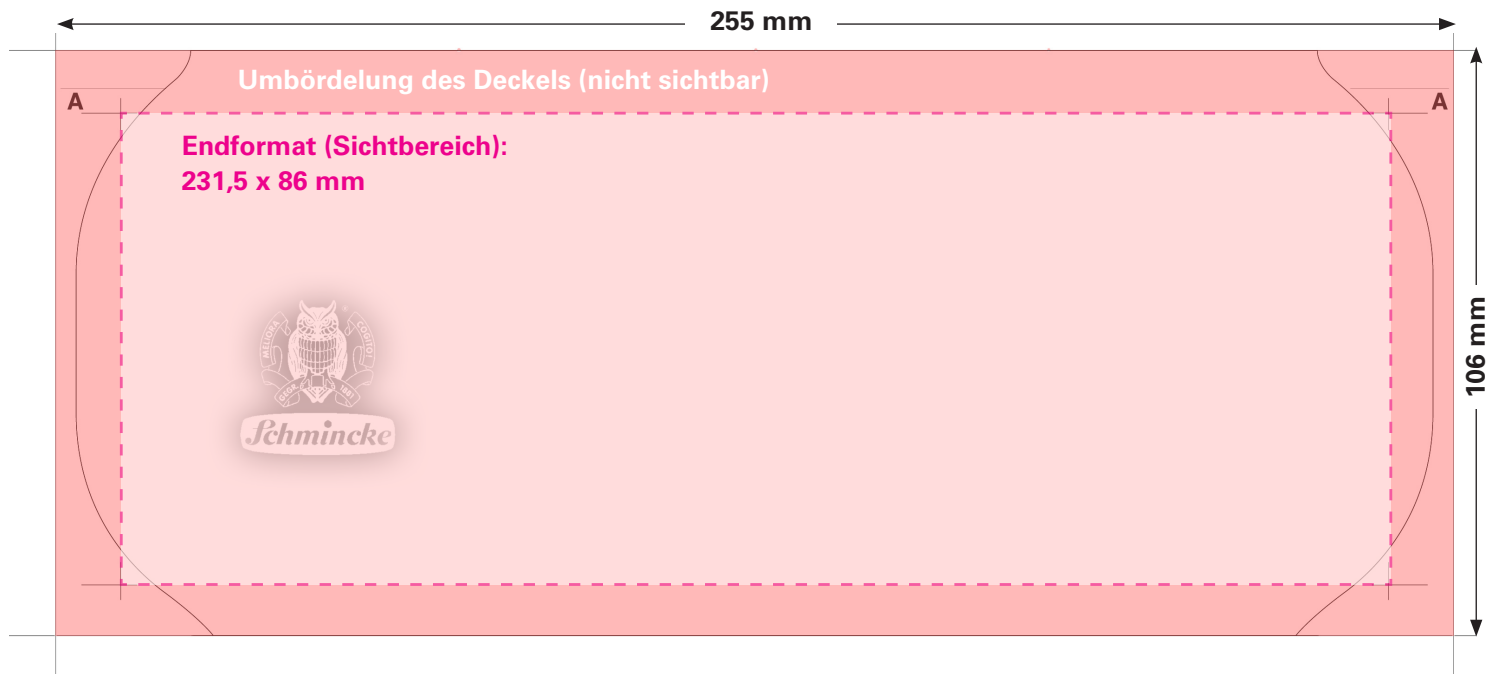 255 mm
Umbördelung des Deckels (nicht sichtbar)
A
A
Endformat (Sichtbereich):
231,5 x 86 mm
106 mm
MELIORA COGITO!
GEGR. 1881
Schmincke